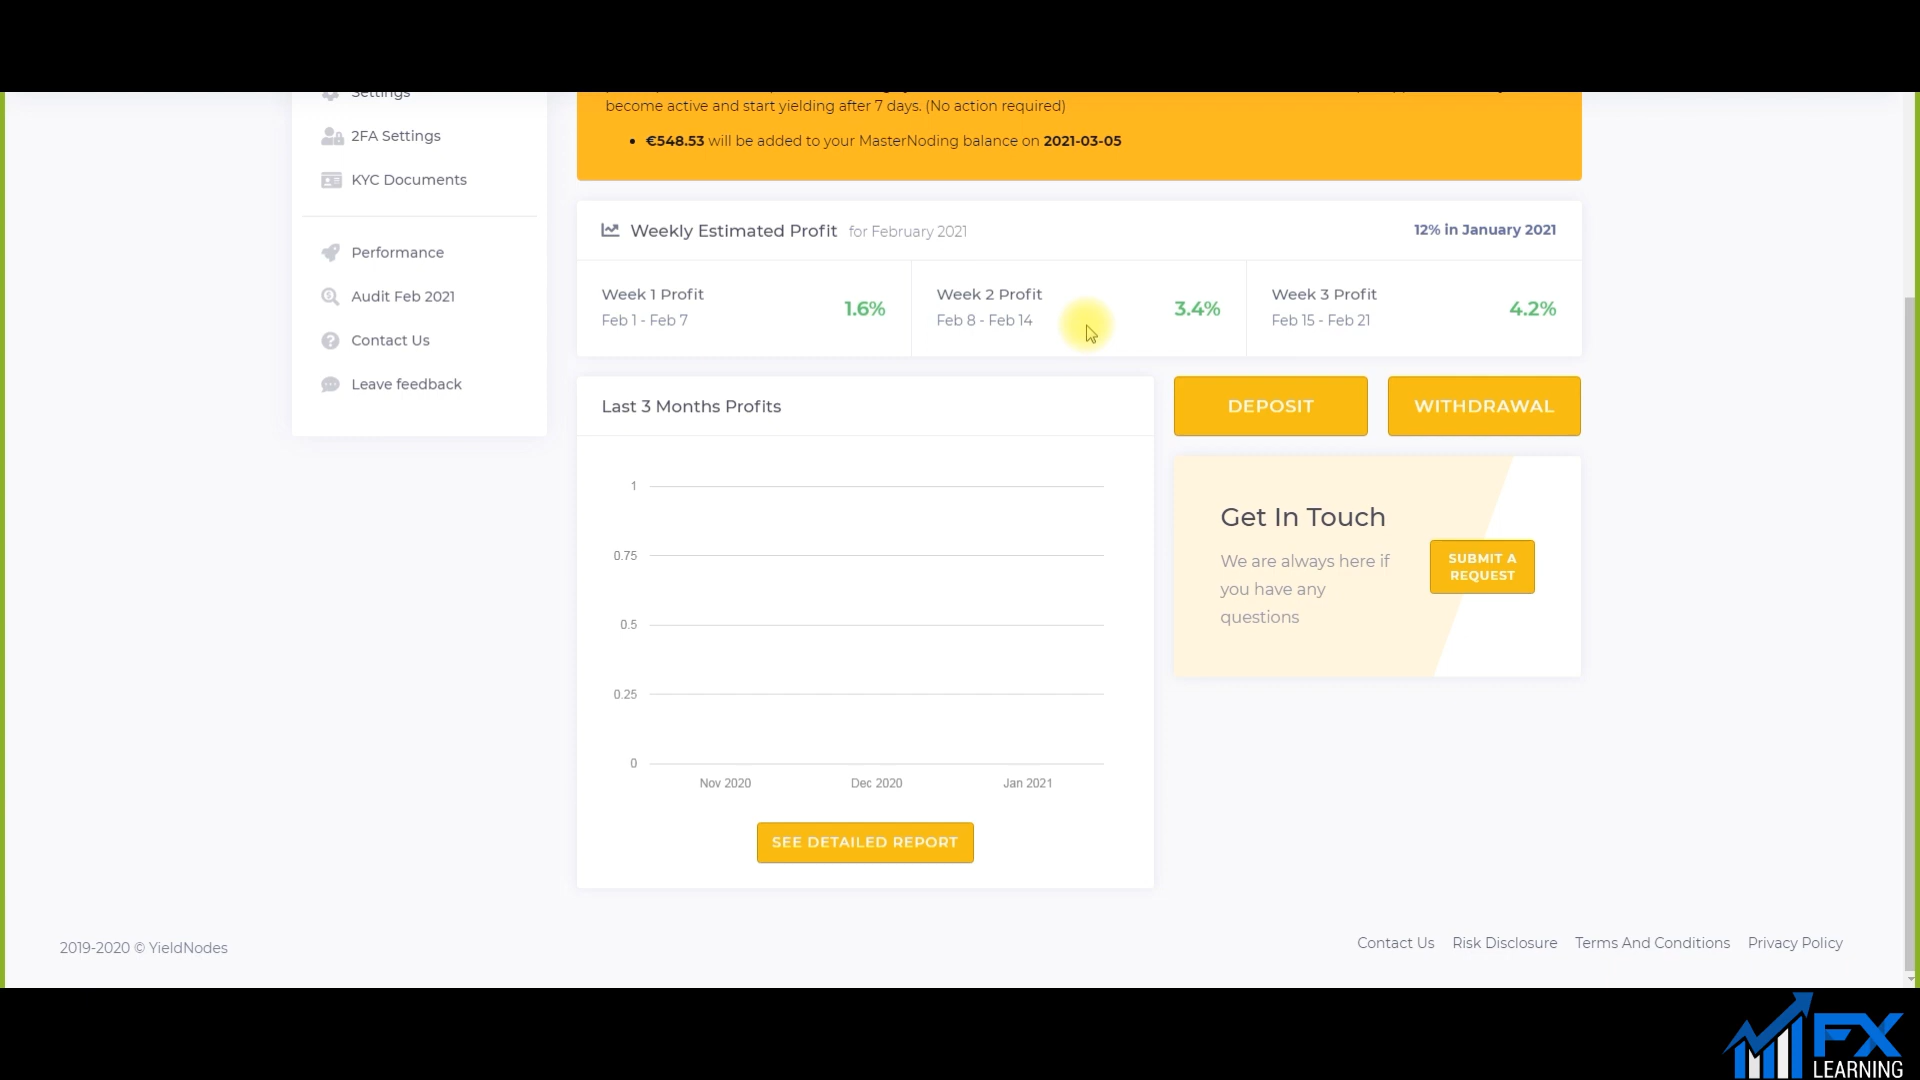 Settings
2FA Settings
KYC Documents
Performance
Audit Feb 2021
Contact Us
Leave feedback
become active and start yielding after 7 days. (No action required)
• €548.53 will be added to your MasterNoding balance on 2021-03-05
Weekly Estimated Profit for February 2021
12% in January 2021
Week 1 Profit
Feb 1 - Feb 7
1.6%
Week 2 Profit
Feb 8 - Feb 14
3.4%
Week 3 Profit
Feb 15 - Feb 21
4.2%
Last 3 Months Profits
1
0.75
0.5
0.25
0
Nov 2020 Dec 2020 Jan 2021
SEE DETAILED REPORT
DEPOSIT
WITHDRAWAL
Get In Touch
We are always here if
you have any
questions
SUBMIT A
REQUEST
2019-2020 © YieldNodes
Contact Us Risk Disclosure Terms And Conditions Privacy Policy
FX
LEARNING